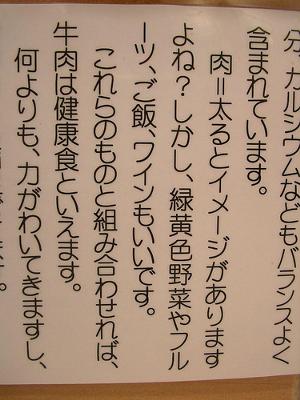 分、カルシウムなどもバランスよく
含まれています。
肉＝太るとイメージがあります
よね？しかし、緑黄色野菜やフル
ーツ、ご飯、ワインもいいです。
これらのものと組み合わせれば、
牛肉は健康食といえます。
何よりも、力がわいてきますし、